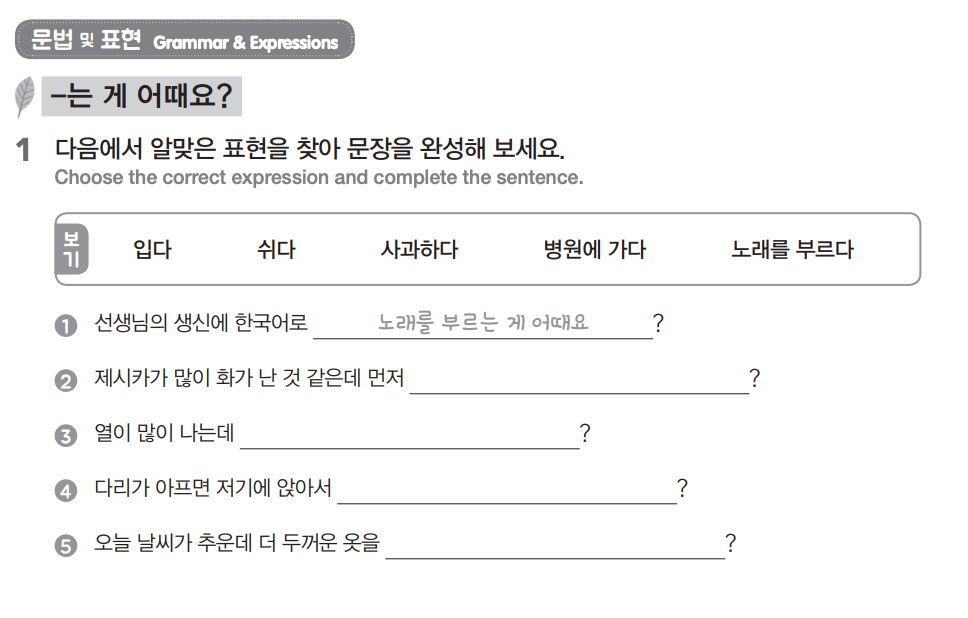 문법 및 표현 Grammar & Expressions
–는 게 어때요?
1 다음에서 알맞은 표현을 찾아 문장을 완성해 보세요.
Choose the correct expression and complete the sentence.
보기 입다 쉬다 사과하다 병원에 가다 노래를 부르다
1 선생님의 생신에 한국어로 노래를 부르는 게 어때요 ?
2 제시카가 많이 화가 난 것 같은데 먼저 ?
3 열이 많이 나는데 ?
4 다리가 아프면 저기에 앉아서 ?
5 오늘 날씨가 추운데 더 두꺼운 옷을 ?